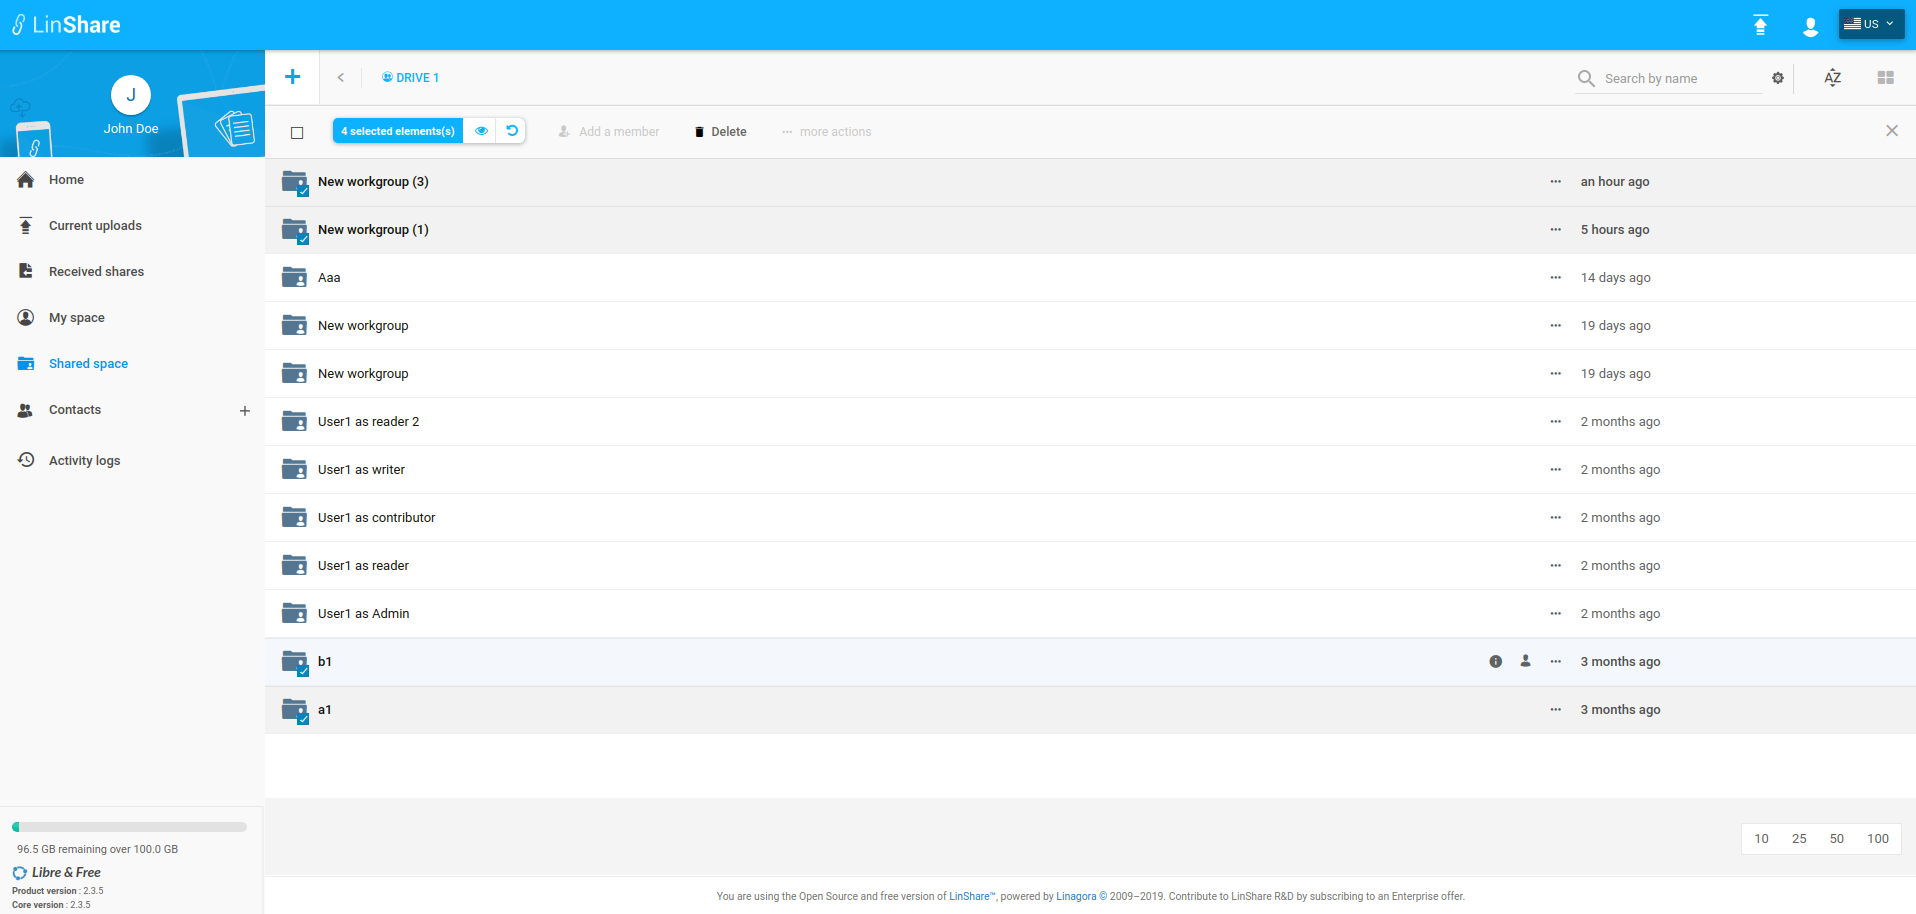 LinShare
US
J
John Doe
DRIVE 1
Search by name
AZ
4 selected elements(s)
Add a member
Delete
more actions
Home
Current uploads
Received shares
My space
Shared space
Contacts
Activity logs
New workgroup (3) an hour ago
New workgroup (1) 5 hours ago
Aaa 14 days ago
New workgroup 19 days ago
New workgroup 19 days ago
User1 as reader 2 2 months ago
User1 as writer 2 months ago
User1 as contributor 2 months ago
User1 as reader 2 months ago
User1 as Admin 2 months ago
b1 3 months ago
a1 3 months ago
10 25 50 100
96.5 GB remaining over 100.0 GB
Libre & Free
Product version : 2.3.5
Core version : 2.3.5
You are using the Open Source and free version of LinShare™, powered by Linagora © 2009–2019. Contribute to LinShare R&D by subscribing to an Enterprise offer.